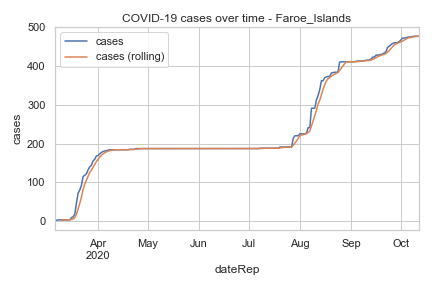 COVID-19 cases over time - Faroe_Islands
cases
cases (rolling)
500
400
300
200
100
0
cases
Apr May Jun Jul Aug Sep Oct
2020
dateRep